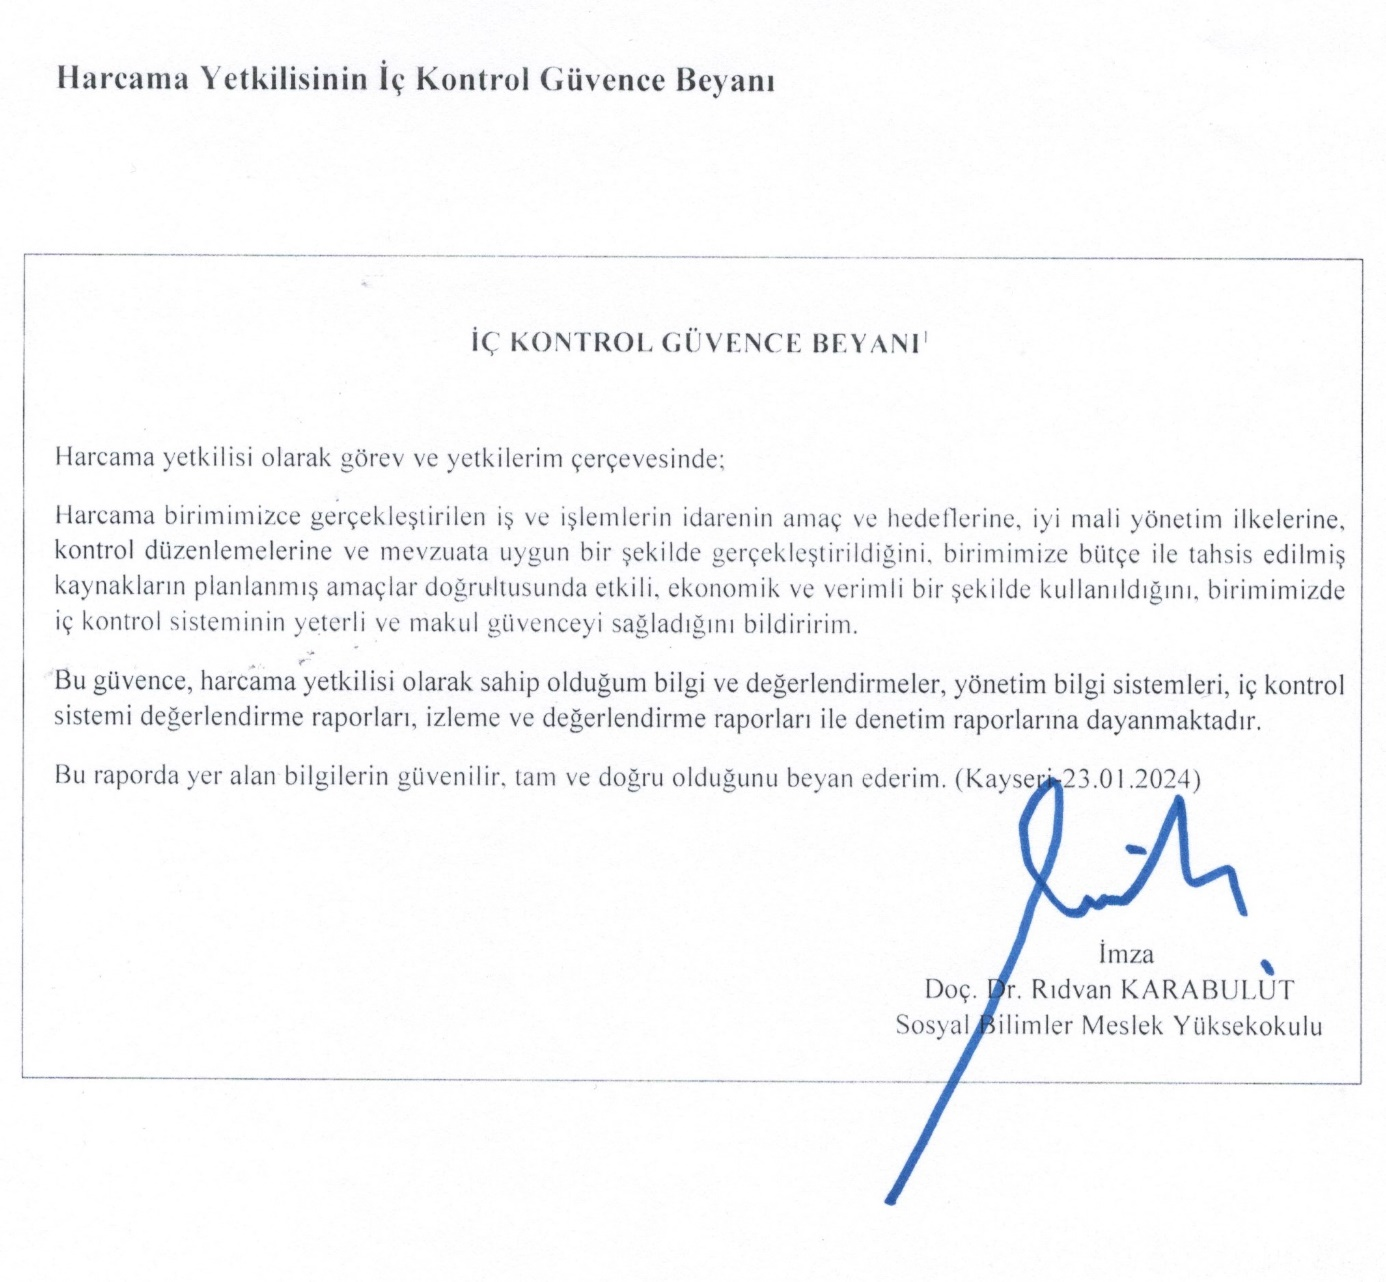 Harcama Yetkilisinin İç Kontrol Güvence Beyanı
İÇ KONTROL GÜVENCE BEYANI¹
Harcama yetkilisi olarak görev ve yetkilerim çerçevesinde;
Harcama birimimizce gerçekleştirilen iş ve işlemlerin idarenin amaç ve hedeflerine, iyi mali yönetim ilkelerine,
kontrol düzenlemelerine ve mevzuata uygun bir şekilde gerçekleştirildiğini, birimimize bütçe ile tahsis edilmiş
kaynakların planlanmış amaçlar doğrultusunda etkili, ekonomik ve verimli bir şekilde kullanıldığını, birimimizde
iç kontrol sisteminin yeterli ve makul güvenceyi sağladığını bildiririm.
Bu güvence, harcama yetkilisi olarak sahip olduğum bilgi ve değerlendirmeler, yönetim bilgi sistemleri, iç kontrol
sistemi değerlendirme raporları, izleme ve değerlendirme raporları ile denetim raporlarına dayanmaktadır.
Bu raporda yer alan bilgilerin güvenilir, tam ve doğru olduğunu beyan ederim. (Kayseri-23.01.2024)
İmza
Doç. Dr. Rıdvan KARABULUT
Sosyal Bilimler Meslek Yüksekokulu